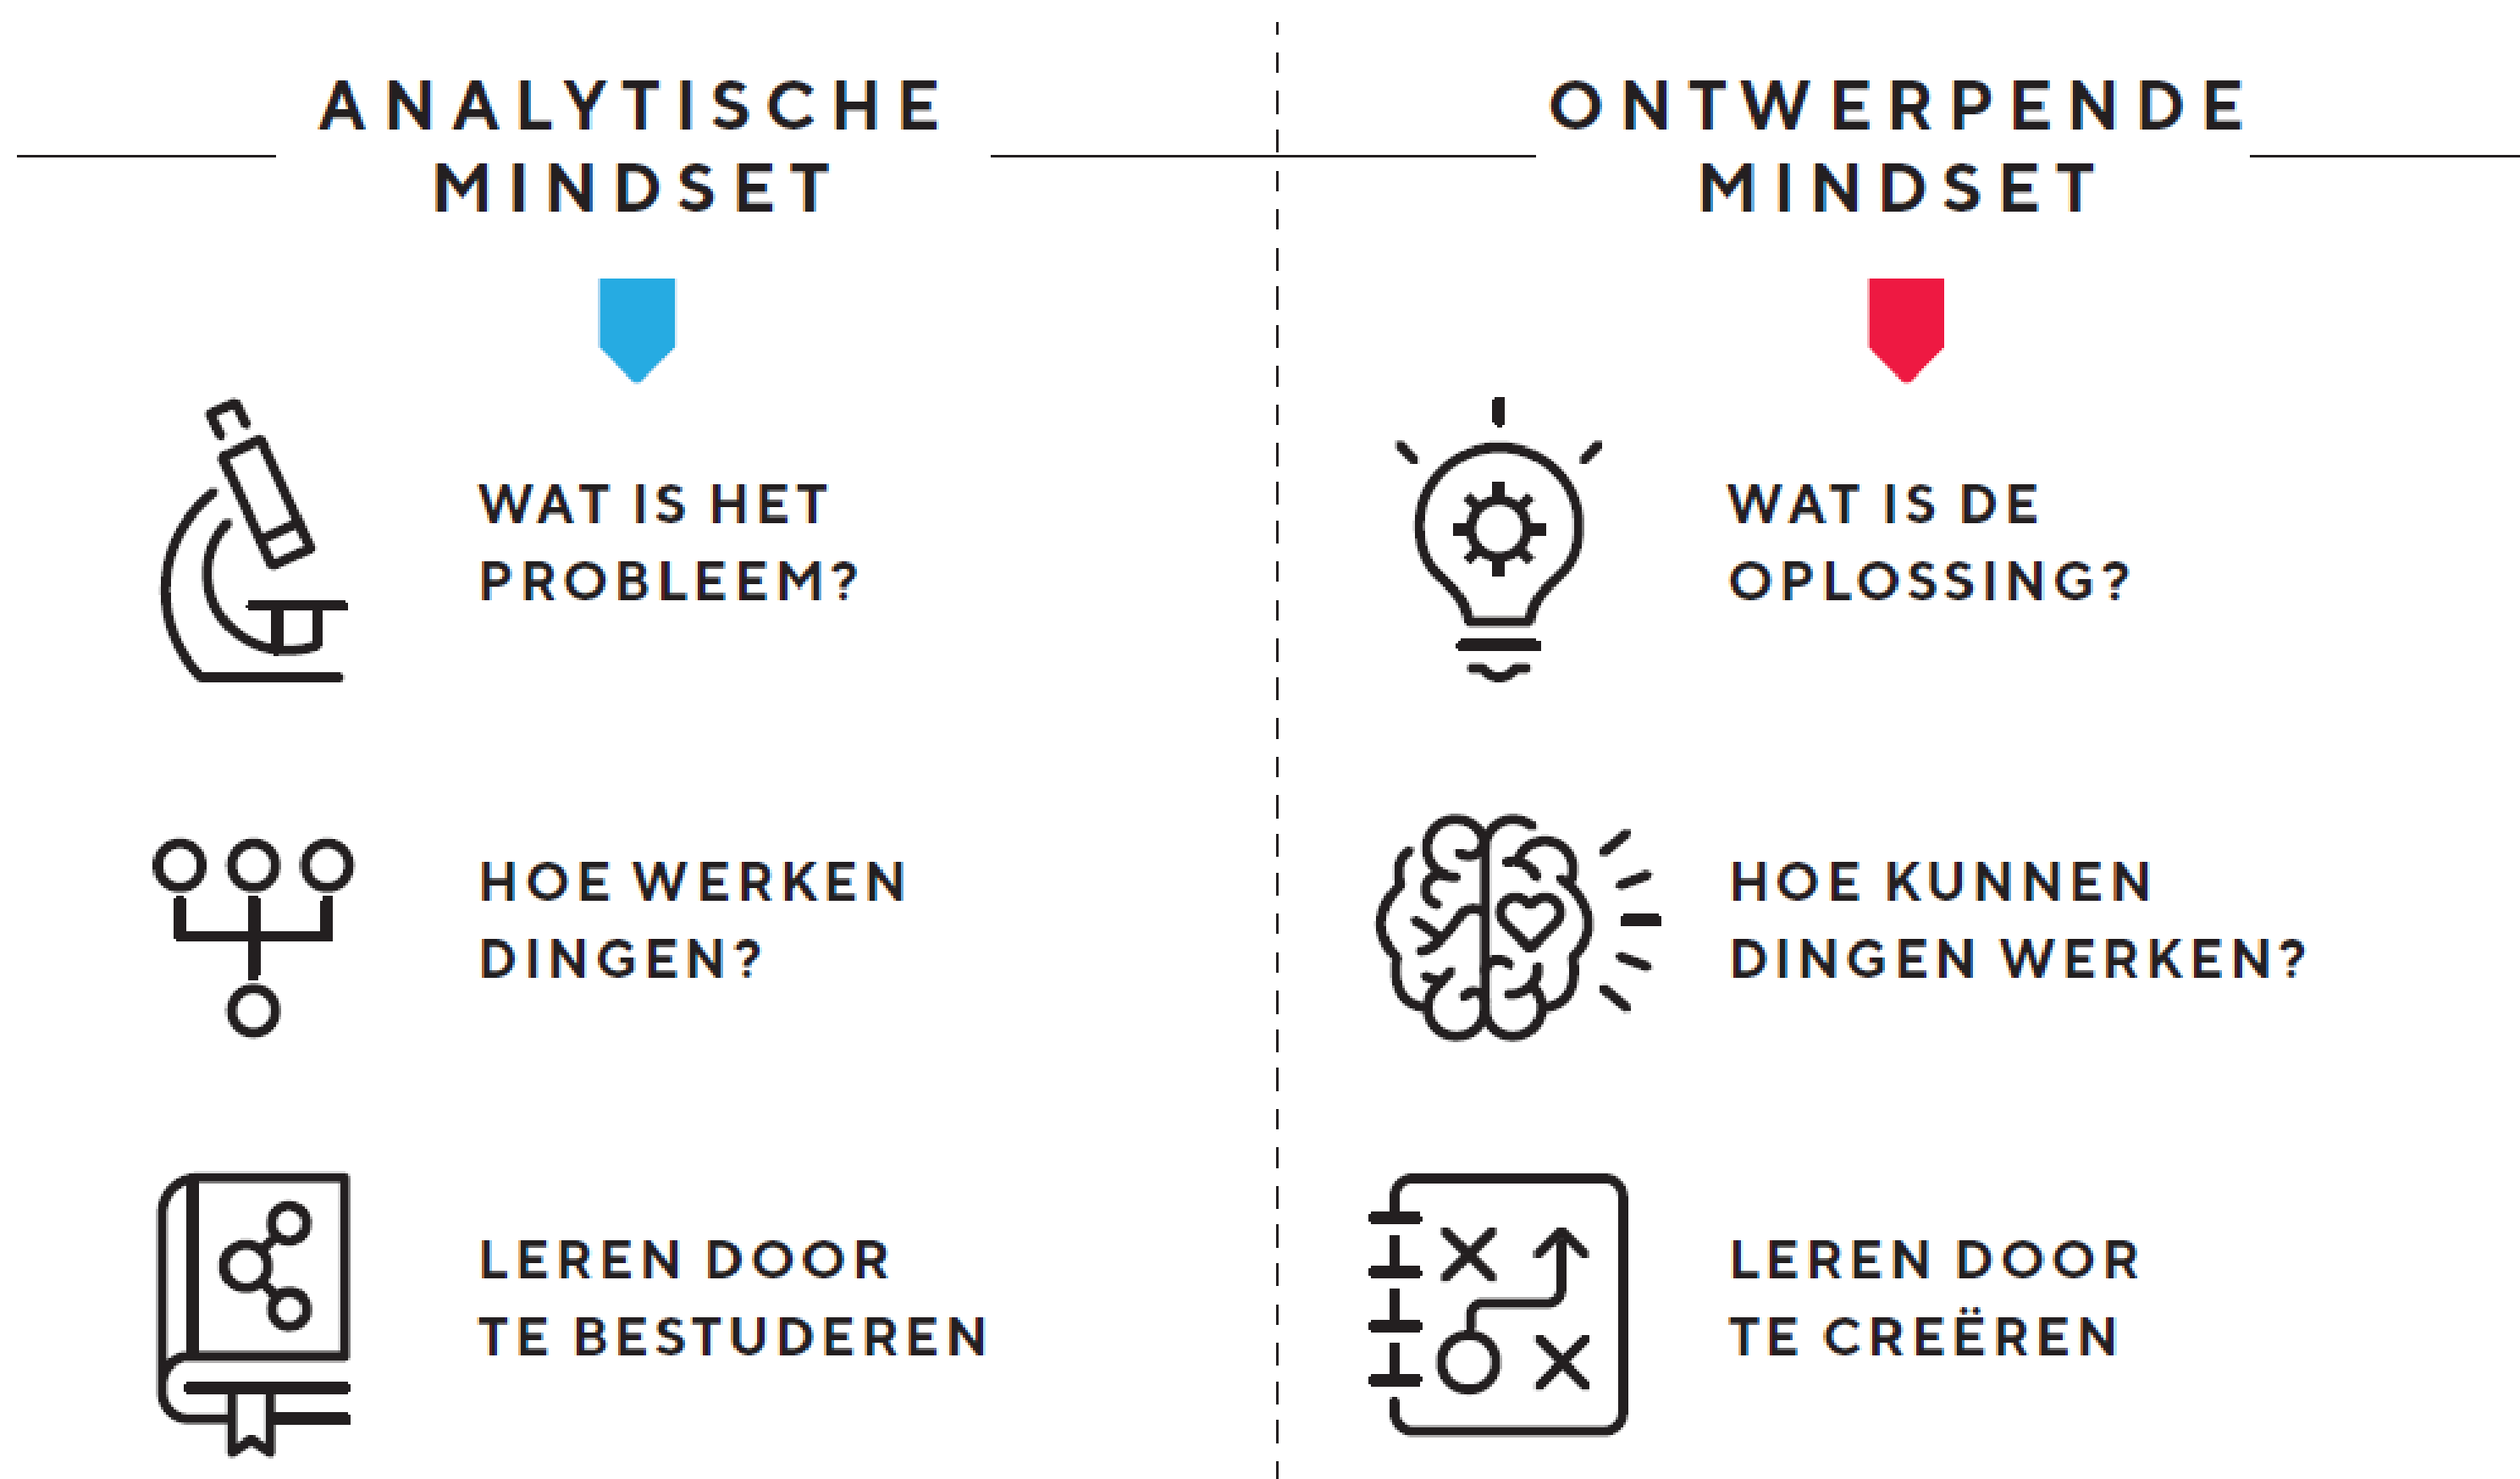 ANALYTISCHE
MINDSET
WAT IS HET
PROBLEEM?
HOE WERKEN
DINGEN?
LEREN DOOR
TE BESTUDEREN
ONTWERPENDE
MINDSET
WAT IS DE
OPLOSSING?
HOE KUNNEN
DINGEN WERKEN?
LEREN DOOR
TE CREËREN